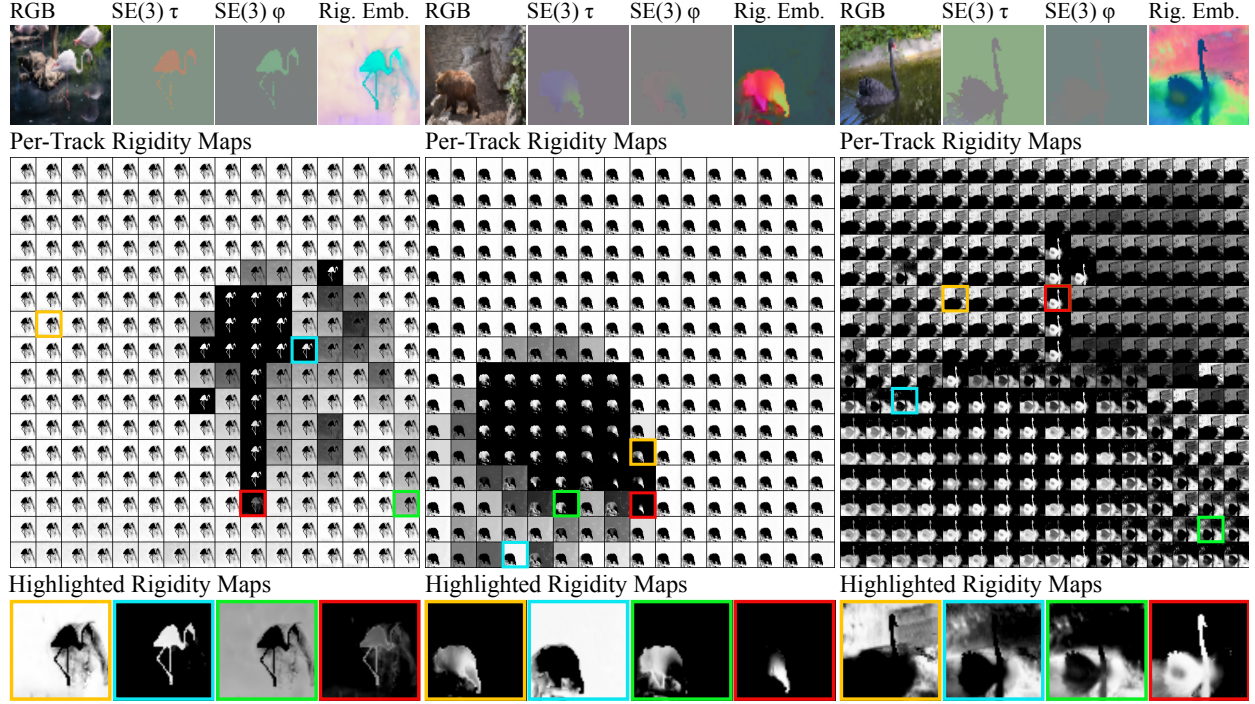 RGB SE(3) τ SE(3) φ Rig. Emb. RGB SE(3) τ SE(3) φ Rig. Emb. RGB SE(3) τ SE(3) φ Rig. Emb.
Per-Track Rigidity Maps Per-Track Rigidity Maps Per-Track Rigidity Maps
Highlighted Rigidity Maps Highlighted Rigidity Maps Highlighted Rigidity Maps